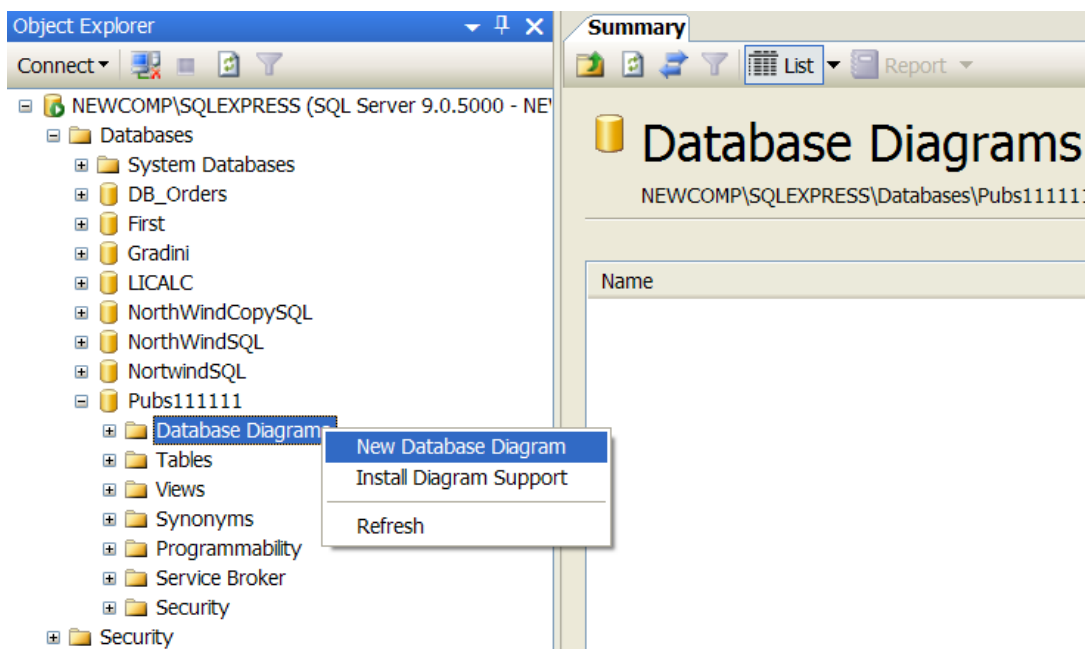 Object Explorer
Connect
NEWCOMP\SQLEXPRESS (SQL Server 9.0.5000 - NE
Databases
System Databases
DB_Orders
First
Gradini
LICALC
NorthWindCopySQL
NorthWindSQL
NortwindSQL
Pubs111111
Database Diagrams
Tables
Views
Synonyms
Programmability
Service Broker
Security
Security
New Database Diagram
Install Diagram Support
Refresh
Summary
List
Report
Database Diagrams
NEWCOMP\SQLEXPRESS\Databases\Pubs111111
Name